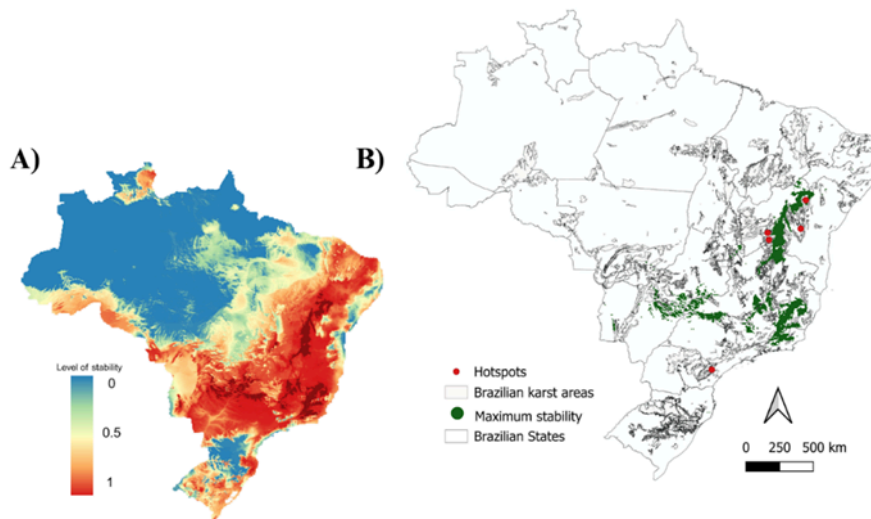 A)
B)
Level of stability
0
0.5
1
Hotspots
Brazilian karst areas
Maximum stability
Brazilian States
0 250 500 km